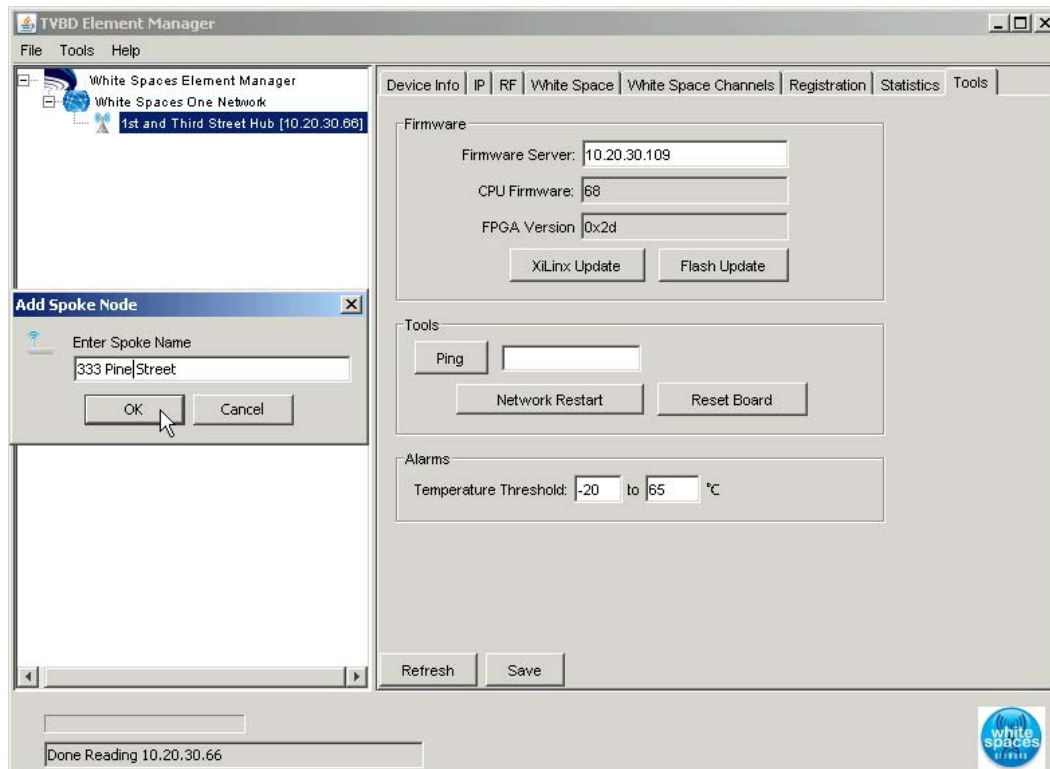 TVBD Element Manager
File Tools Help
White Spaces Element Manager
White Spaces One Network
1st and Third Street Hub [10.20.30.66]
Device Info IP RF White Space White Space Channels Registration Statistics Tools
Firmware
Firmware Server: 10.20.30.109
CPU Firmware: 68
FPGA Version 0x2d
XiLinx Update Flash Update
Add Spoke Node
Enter Spoke Name
333 Pine Street
OK Cancel
Tools
Ping
Network Restart Reset Board
Alarms
Temperature Threshold: -20 to 65 °C
Refresh Save
Done Reading 10.20.30.66
white
spaces
NETWORK